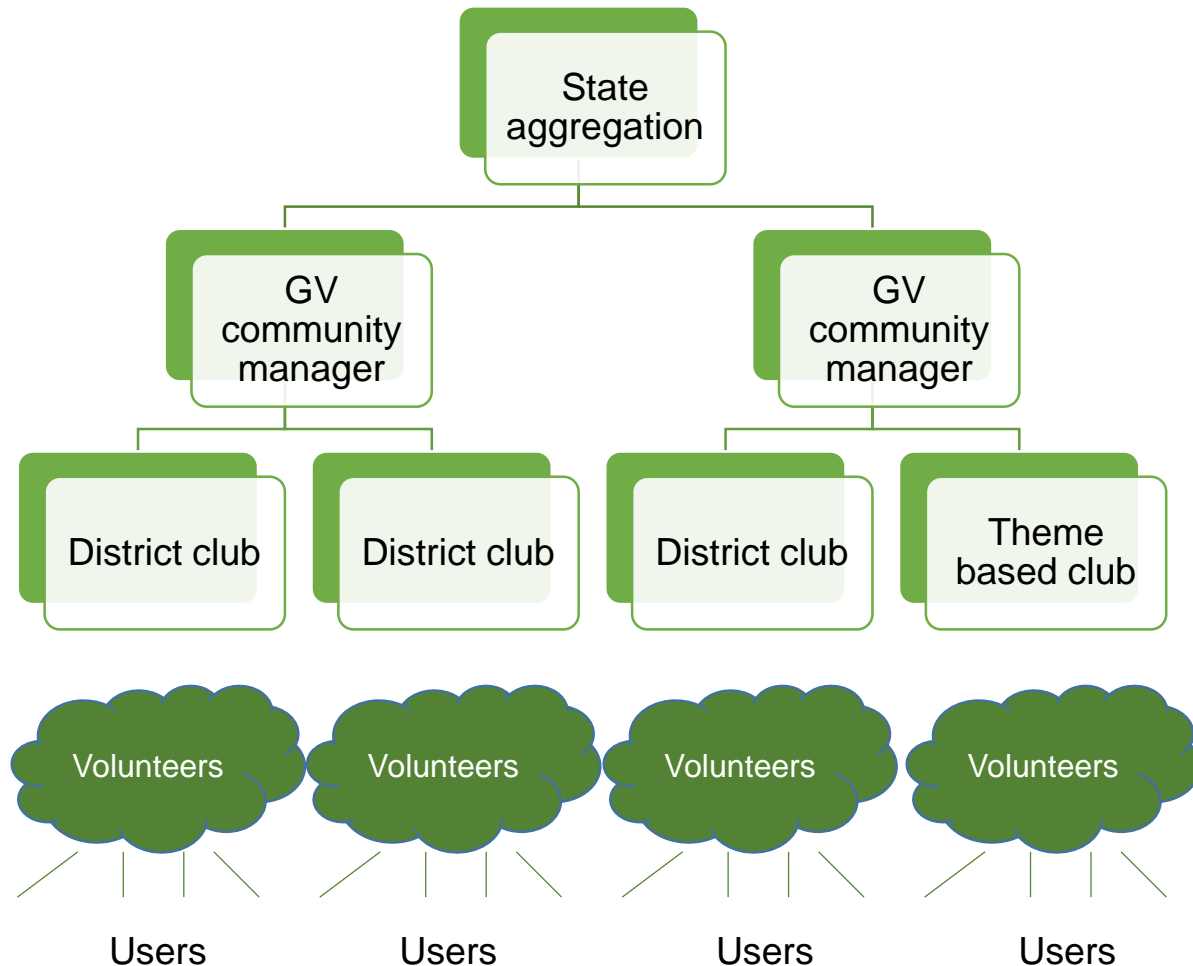 State
aggregation
GV
community
manager
GV
community
manager
District club
District club
District club
Theme
based club
Volunteers
Volunteers
Volunteers
Volunteers
Users
Users
Users
Users